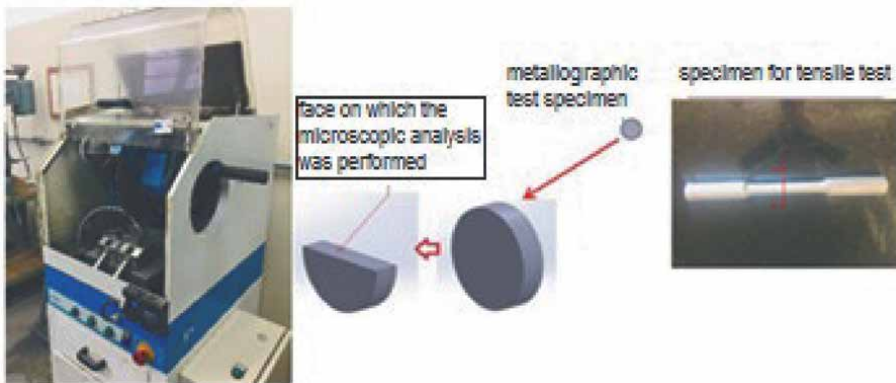 face on which the
microscopic analysis
was performed
metallographic
test specimen
specimen for tensile test